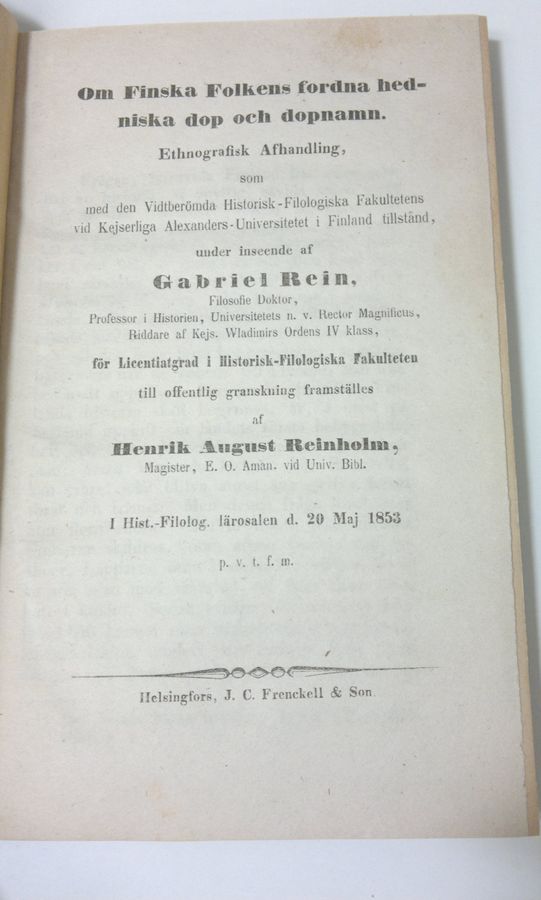 Om Finska Folkens fordna hed-
niska dop och dopnamn.
Ethnografisk Afhandling,
som
med den Vidtberömda Historisk-Filologiska Fakultetens
vid Kejserliga Alexanders-Universitetet i Finland tillstånd,
under inseende af
Gabriel Rein,
Filosofie Doktor,
Professor i Historien, Universitetets n. v. Rector Magnificus,
Riddare af Kejs. Wladimirs Ordens IV klass,
för Licentiatgrad i Historisk-Filologiska Fakulteten
till offentlig granskning framställes
af
Henrik August Reinholm,
Magister, E. O. Aman. vid Univ. Bibl.
I Hist.-Filolog. lärosalen d. 20 Maj 1853
p. v. t. f. m.
Helsingfors, J. C. Frenckell & Son